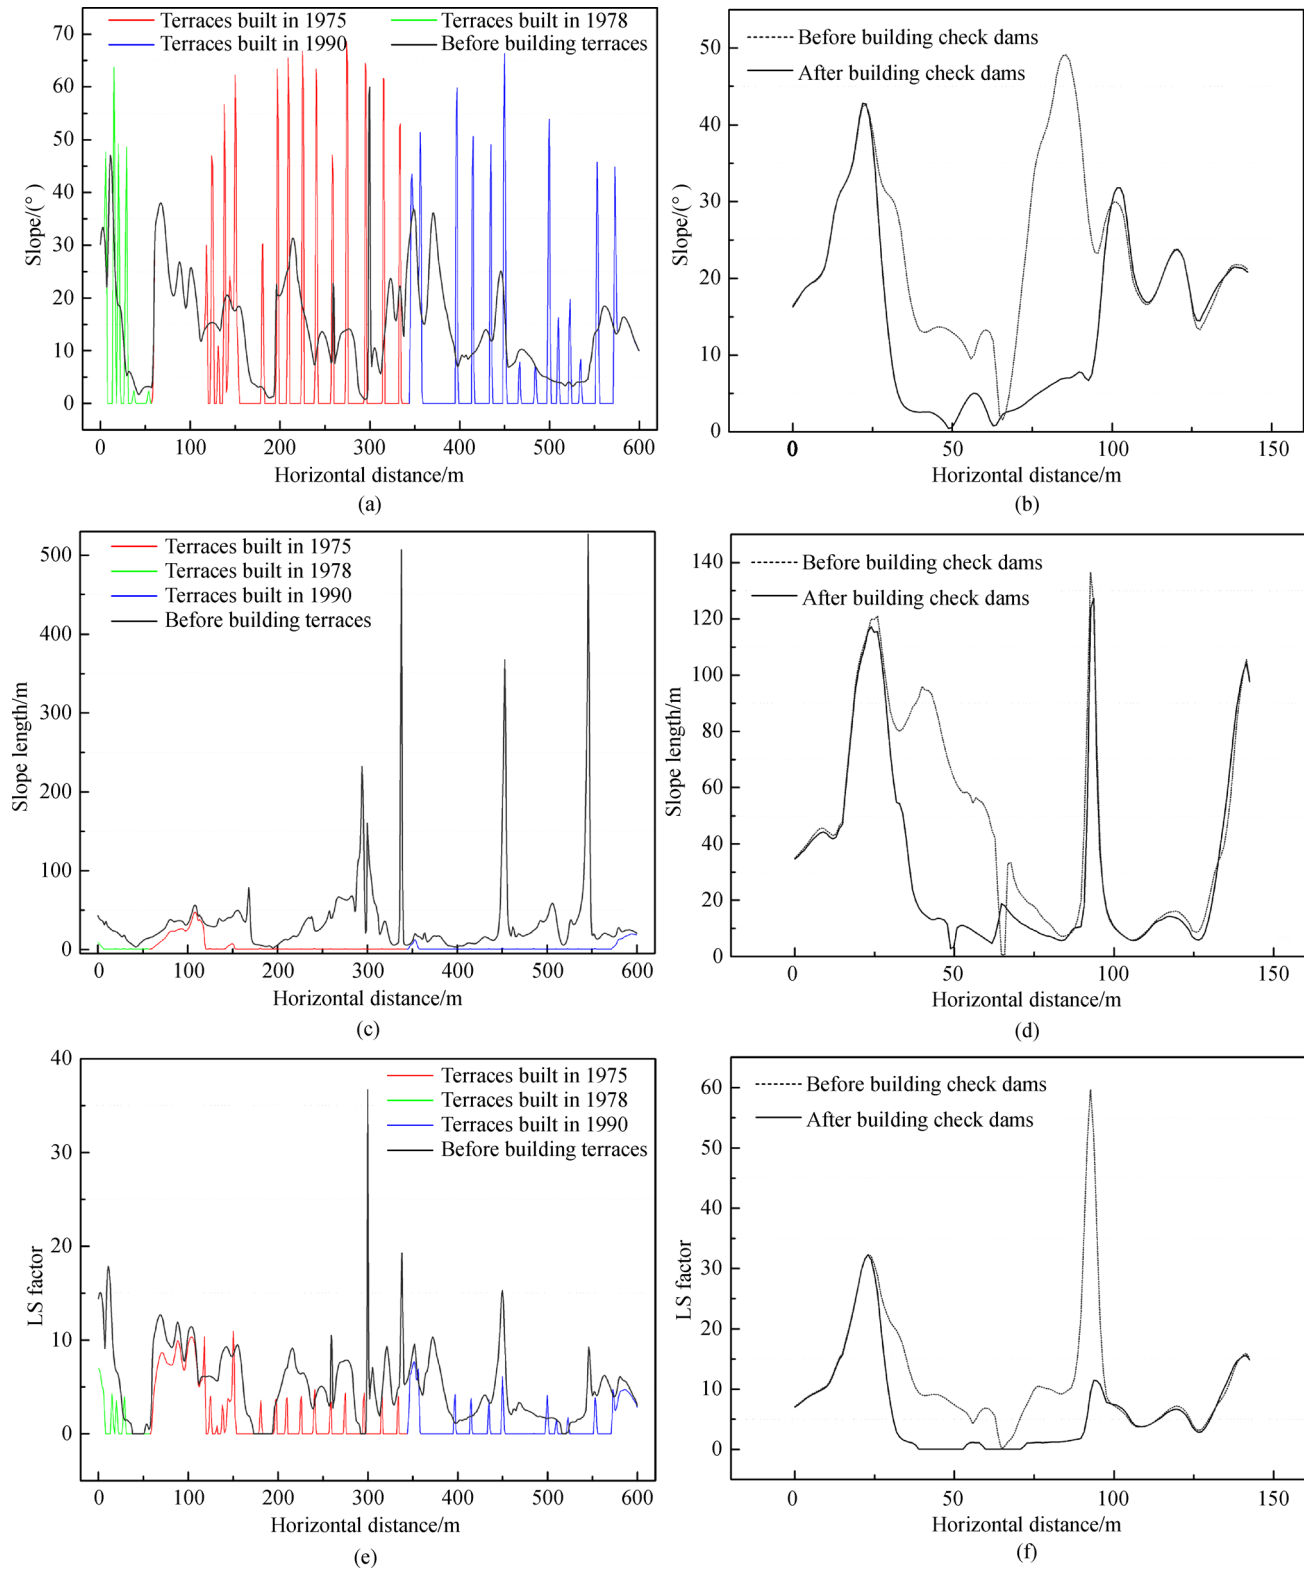 Terraces built in 1975
Terraces built in 1978
Terraces built in 1990
Before building terraces
70
60
50
40
30
20
10
0
Slope/(°)
0 100 200 300 400 500 600
Horizontal distance/m
(a)
Before building check dams
After building check dams
50
40
30
20
10
0
Slope/(°)
0 50 100 150
Horizontal distance/m
(b)
Terraces built in 1975
Terraces built in 1978
Terraces built in 1990
Before building terraces
500
400
300
200
100
0
Slope length/m
0 100 200 300 400 500 600
Horizontal distance/m
(c)
Before building check dams
After building check dams
140
120
100
80
60
40
20
0
Slope length/m
0 50 100 150
Horizontal distance/m
(d)
Terraces built in 1975
Terraces built in 1978
Terraces built in 1990
Before building terraces
40
30
20
10
0
LS factor
0 100 200 300 400 500 600
Horizontal distance/m
(e)
Before building check dams
After building check dams
60
50
40
30
20
10
0
LS factor
0 50 100 150
Horizontal distance/m
(f)